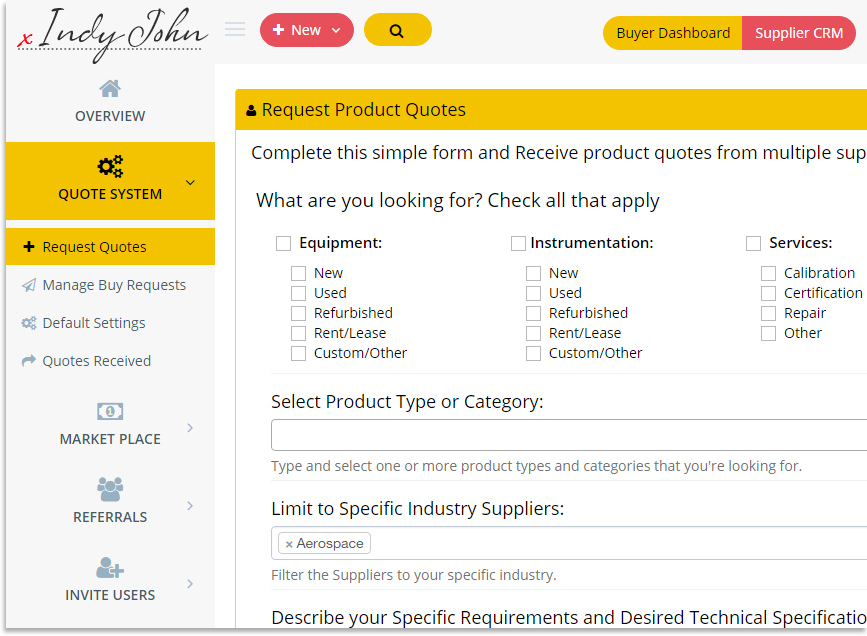 x Indy John
New
Buyer Dashboard
Supplier CRM
OVERVIEW
QUOTE SYSTEM
Request Quotes
Manage Buy Requests
Default Settings
Quotes Received
MARKET PLACE
REFERRALS
INVITE USERS
Request Product Quotes
Complete this simple form and Receive product quotes from multiple sup
What are you looking for? Check all that apply
Equipment:
New
Used
Refurbished
Rent/Lease
Custom/Other
Instrumentation:
New
Used
Refurbished
Rent/Lease
Custom/Other
Services:
Calibration
Certification
Repair
Other
Select Product Type or Category:
Type and select one or more product types and categories that you're looking for.
Limit to Specific Industry Suppliers:
× Aerospace
Filter the Suppliers to your specific industry.
Describe your Specific Requirements and Desired Technical Specificatio